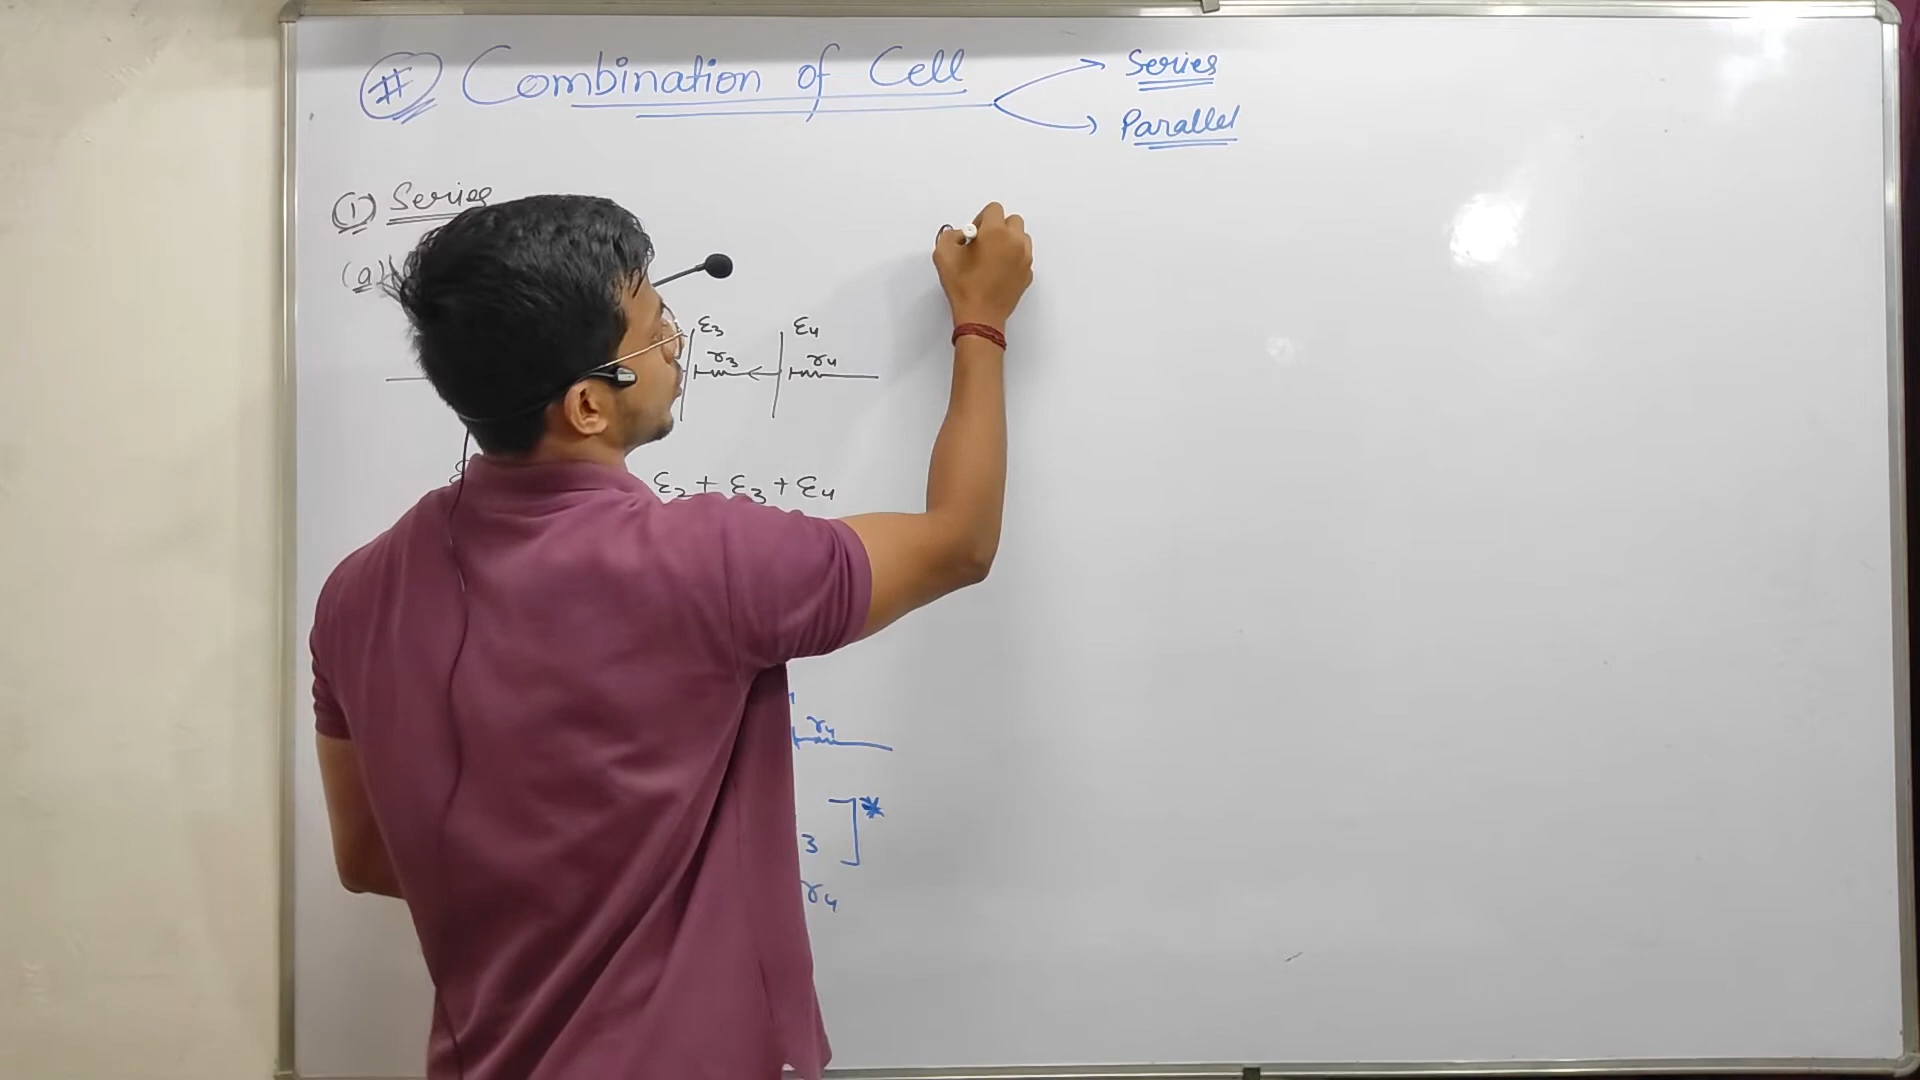 # Combination of Cell
Series
Parallel
① Series
(a)
ε3 ε4
r3 r4
ε2 + ε3 + ε4
r4
3 ] *
r4